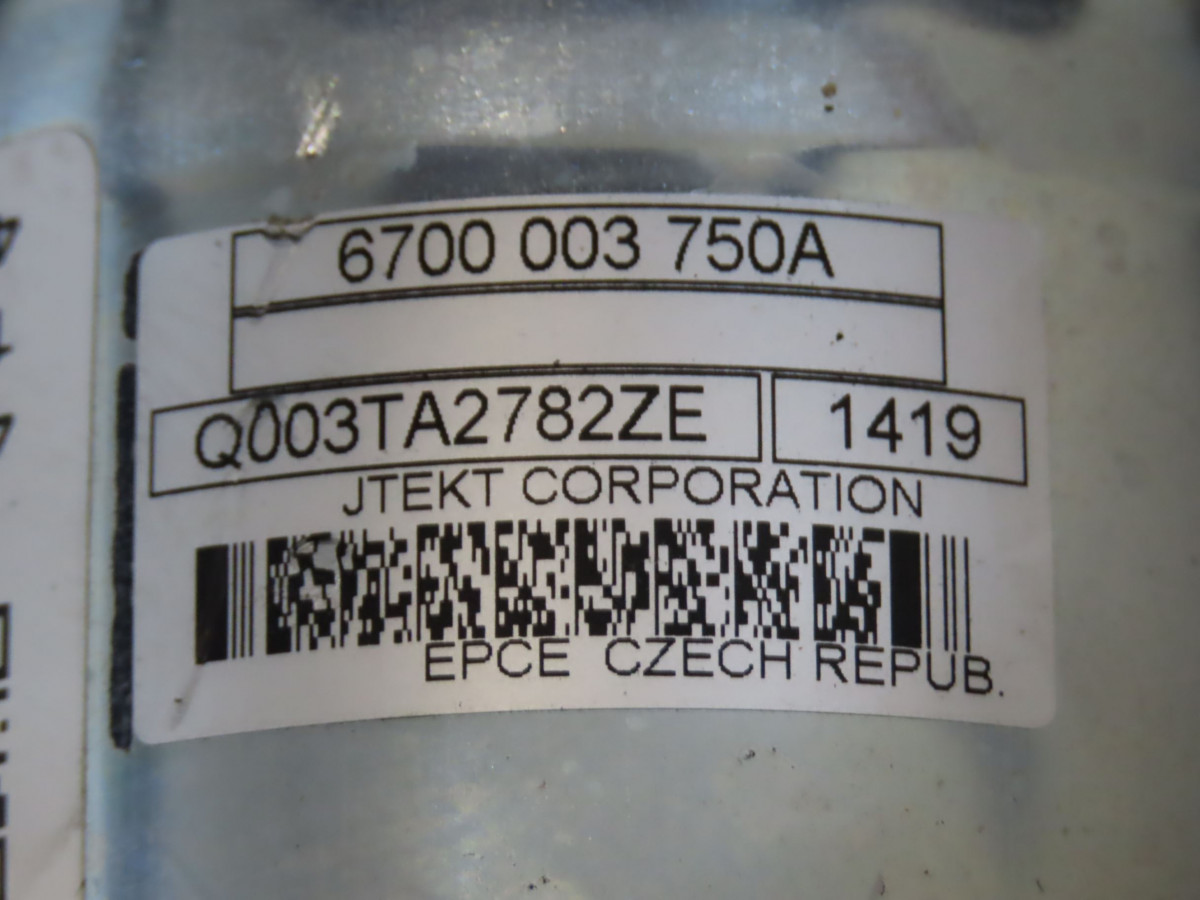 6700 003 750A
Q003TA2782ZE 1419
JTEKT CORPORATION
EPCE CZECH REPUB.